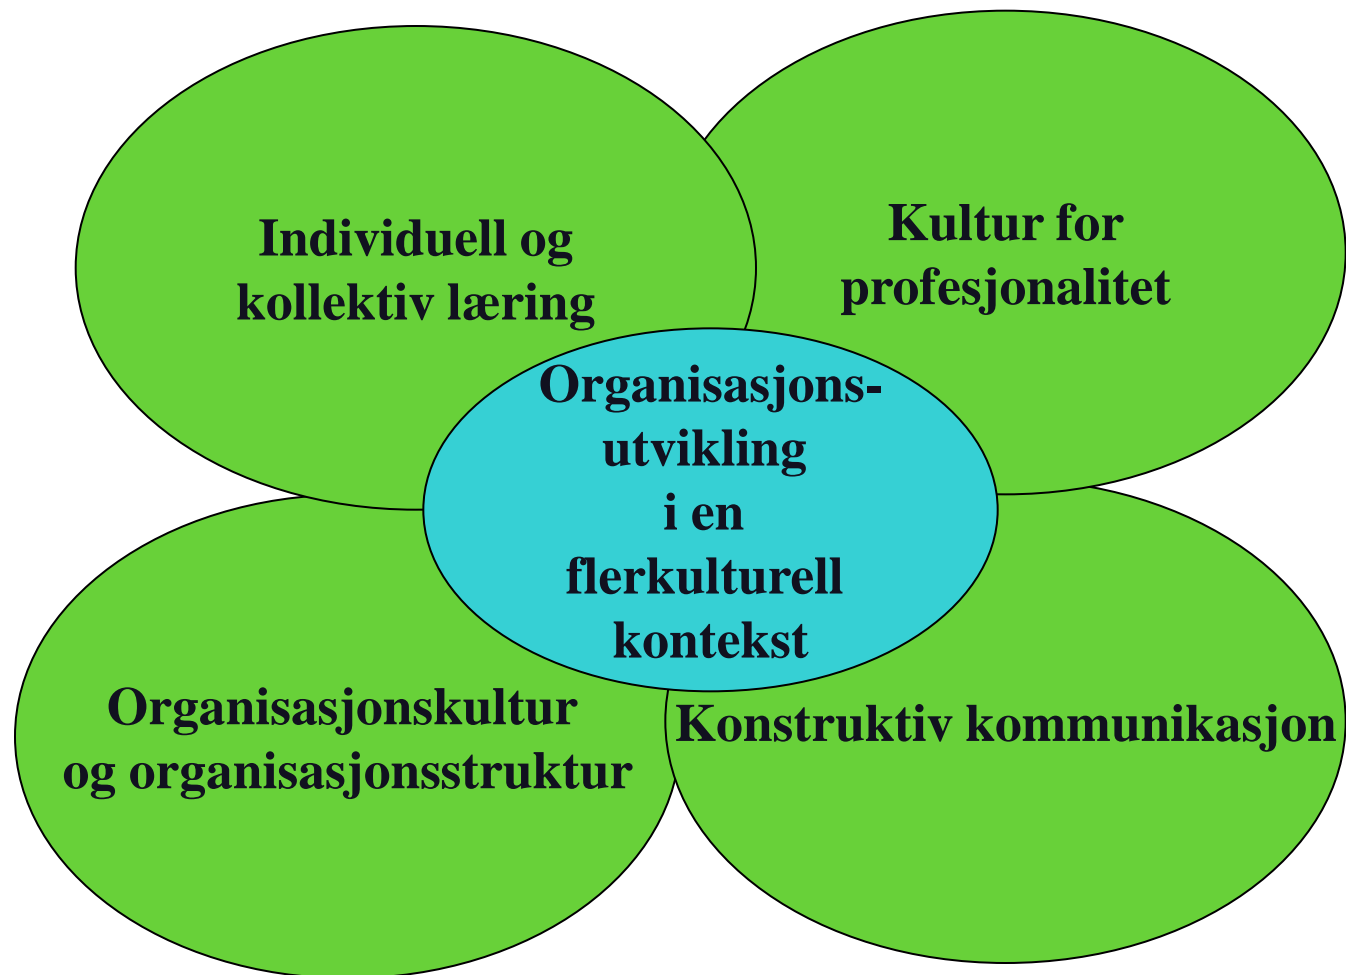 Individuell og
kollektiv læring
Kultur for
profesjonalitet
Organisasjons-
utvikling
i en
flerkulturell
kontekst
Organisasjonskultur
og organisasjonsstruktur
Konstruktiv kommunikasjon